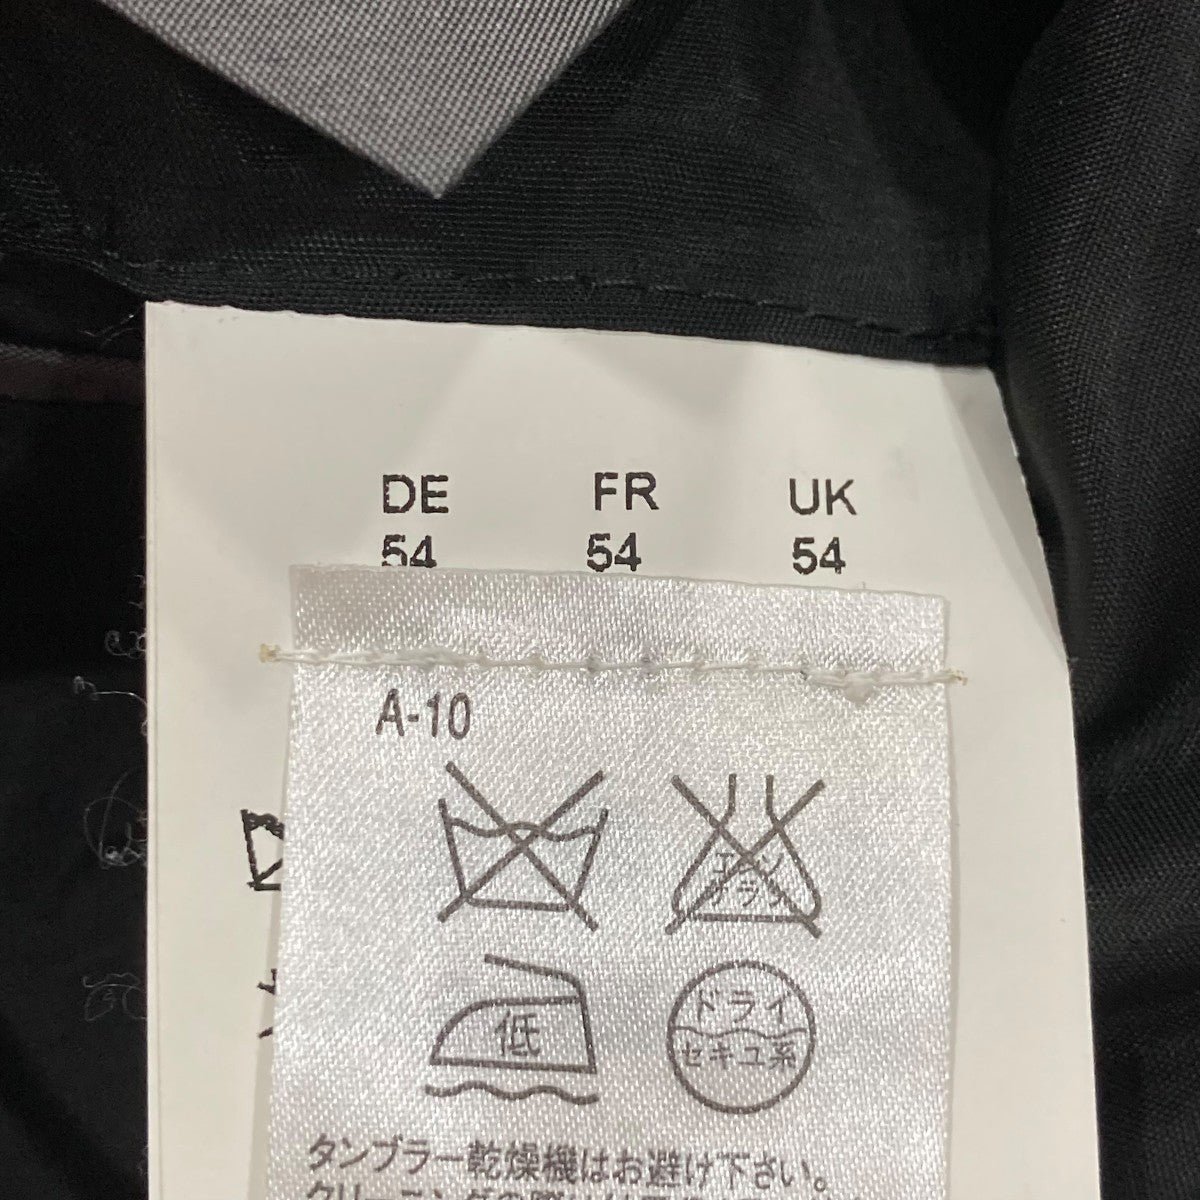 DE FR UK
54 54 54
A-10
エンソ
サラシ
低
ドライ
セキユ系
タンブラー乾燥機はお避け下さい。